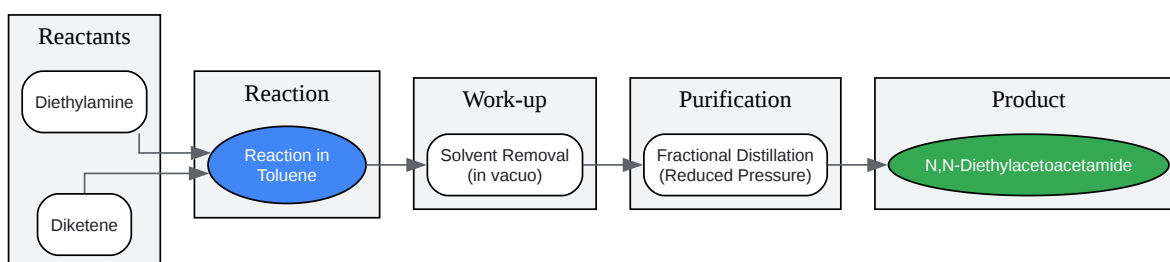 Reactants
Diethylamine
Diketene
Reaction
Reaction in
Toluene
Work-up
Solvent Removal
(in vacuo)
Purification
Fractional Distillation
(Reduced Pressure)
Product
N,N-Diethylacetoacetamide